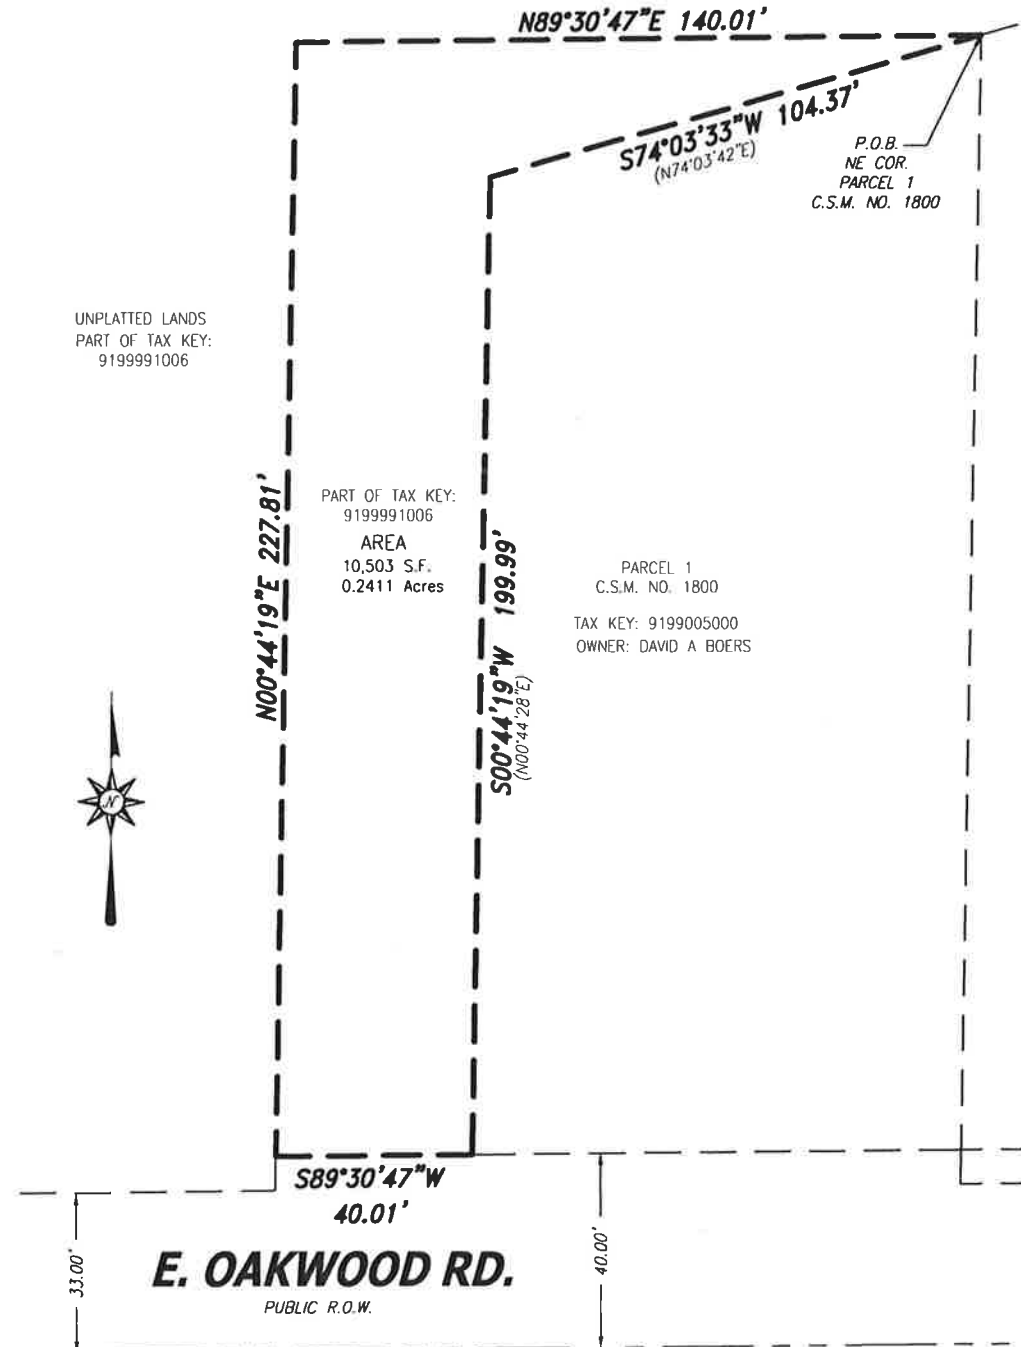 N89°30'47"E 140.01'
S74°03'33"W 104.37'
(N74°03'42"E)
P.O.B.
NE COR.
PARCEL 1
C.S.M. NO. 1800
UNPLATTED LANDS
PART OF TAX KEY:
9199991006
N00°44'19"E 227.81'
PART OF TAX KEY:
9199991006
AREA
10,503 S.F.
0.2411 Acres
S00°44'19"W 199.99'
(N00°44'28"E)
PARCEL 1
C.S.M. NO. 1800
TAX KEY: 9199005000
OWNER: DAVID A BOERS
N
S89°30'47"W
40.01'
33.00'
E. OAKWOOD RD.
PUBLIC R.O.W.
40.00'